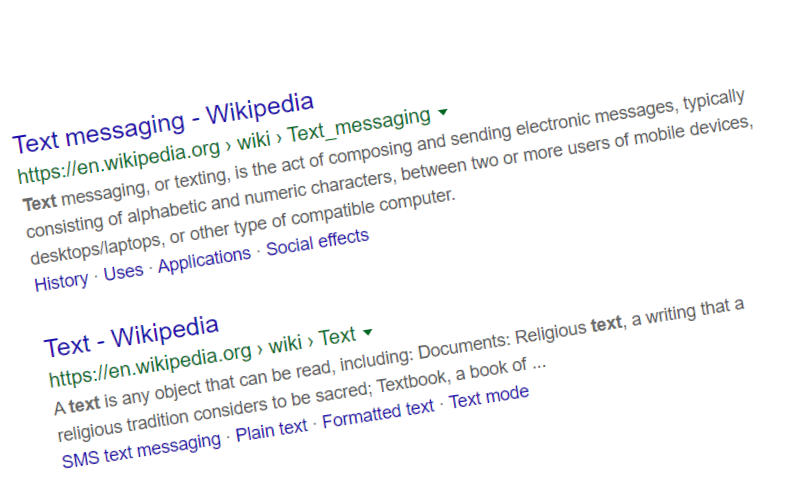 Text messaging - Wikipedia
https://en.wikipedia.org › wiki › Text_messaging
Text messaging, or texting, is the act of composing and sending electronic messages, typically
consisting of alphabetic and numeric characters, between two or more users of mobile devices,
desktops/laptops, or other type of compatible computer.
History · Uses · Applications · Social effects
Text - Wikipedia
https://en.wikipedia.org › wiki › Text
A text is any object that can be read, including: Documents: Religious text, a writing that a
religious tradition considers to be sacred; Textbook, a book of ...
SMS text messaging · Plain text · Formatted text · Text mode